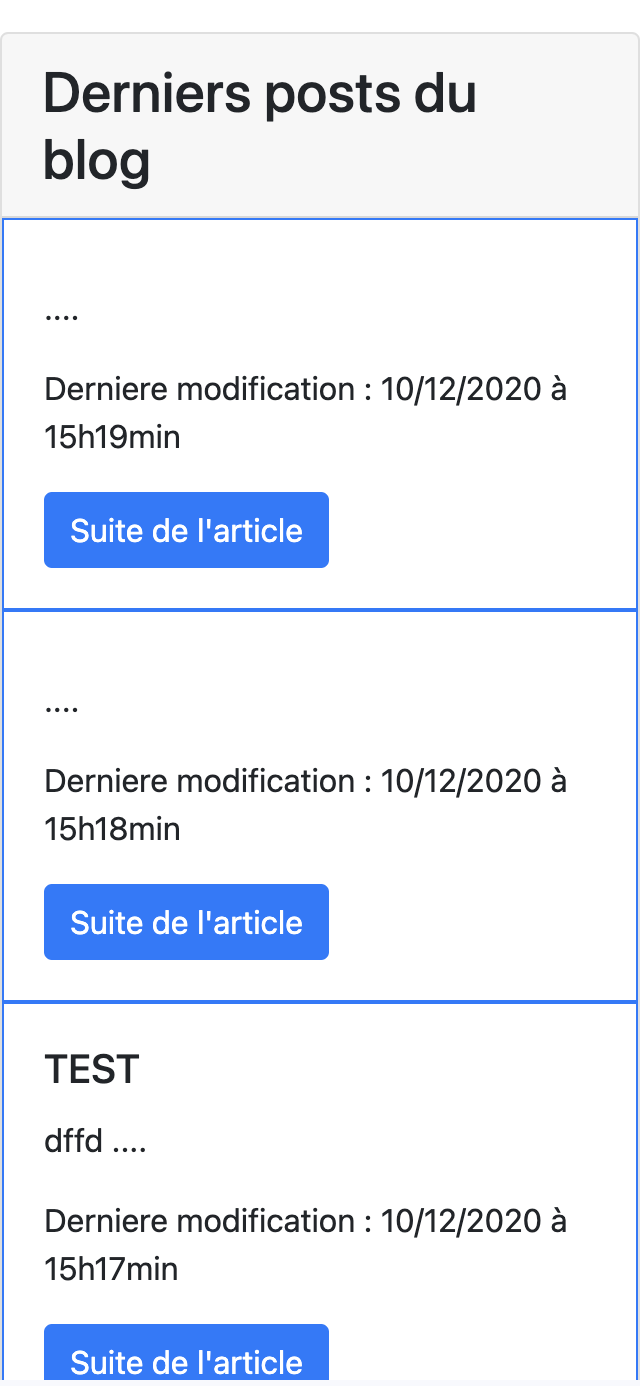 Derniers posts du
blog
....
Derniere modification : 10/12/2020 à
15h19min
Suite de l'article
....
Derniere modification : 10/12/2020 à
15h18min
Suite de l'article
TEST
dffd ....
Derniere modification : 10/12/2020 à
15h17min
Suite de l'article